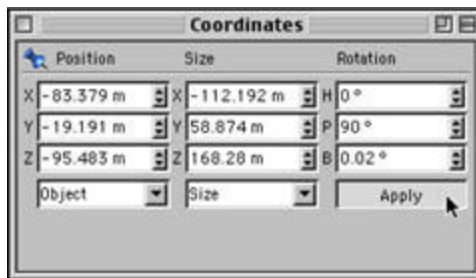 Coordinates
Position Size Rotation
X -83.379 m X -112.192 m H 0°
Y -19.191 m Y 58.874 m P 90°
Z -95.483 m Z 168.28 m B 0.02°
Object Size Apply